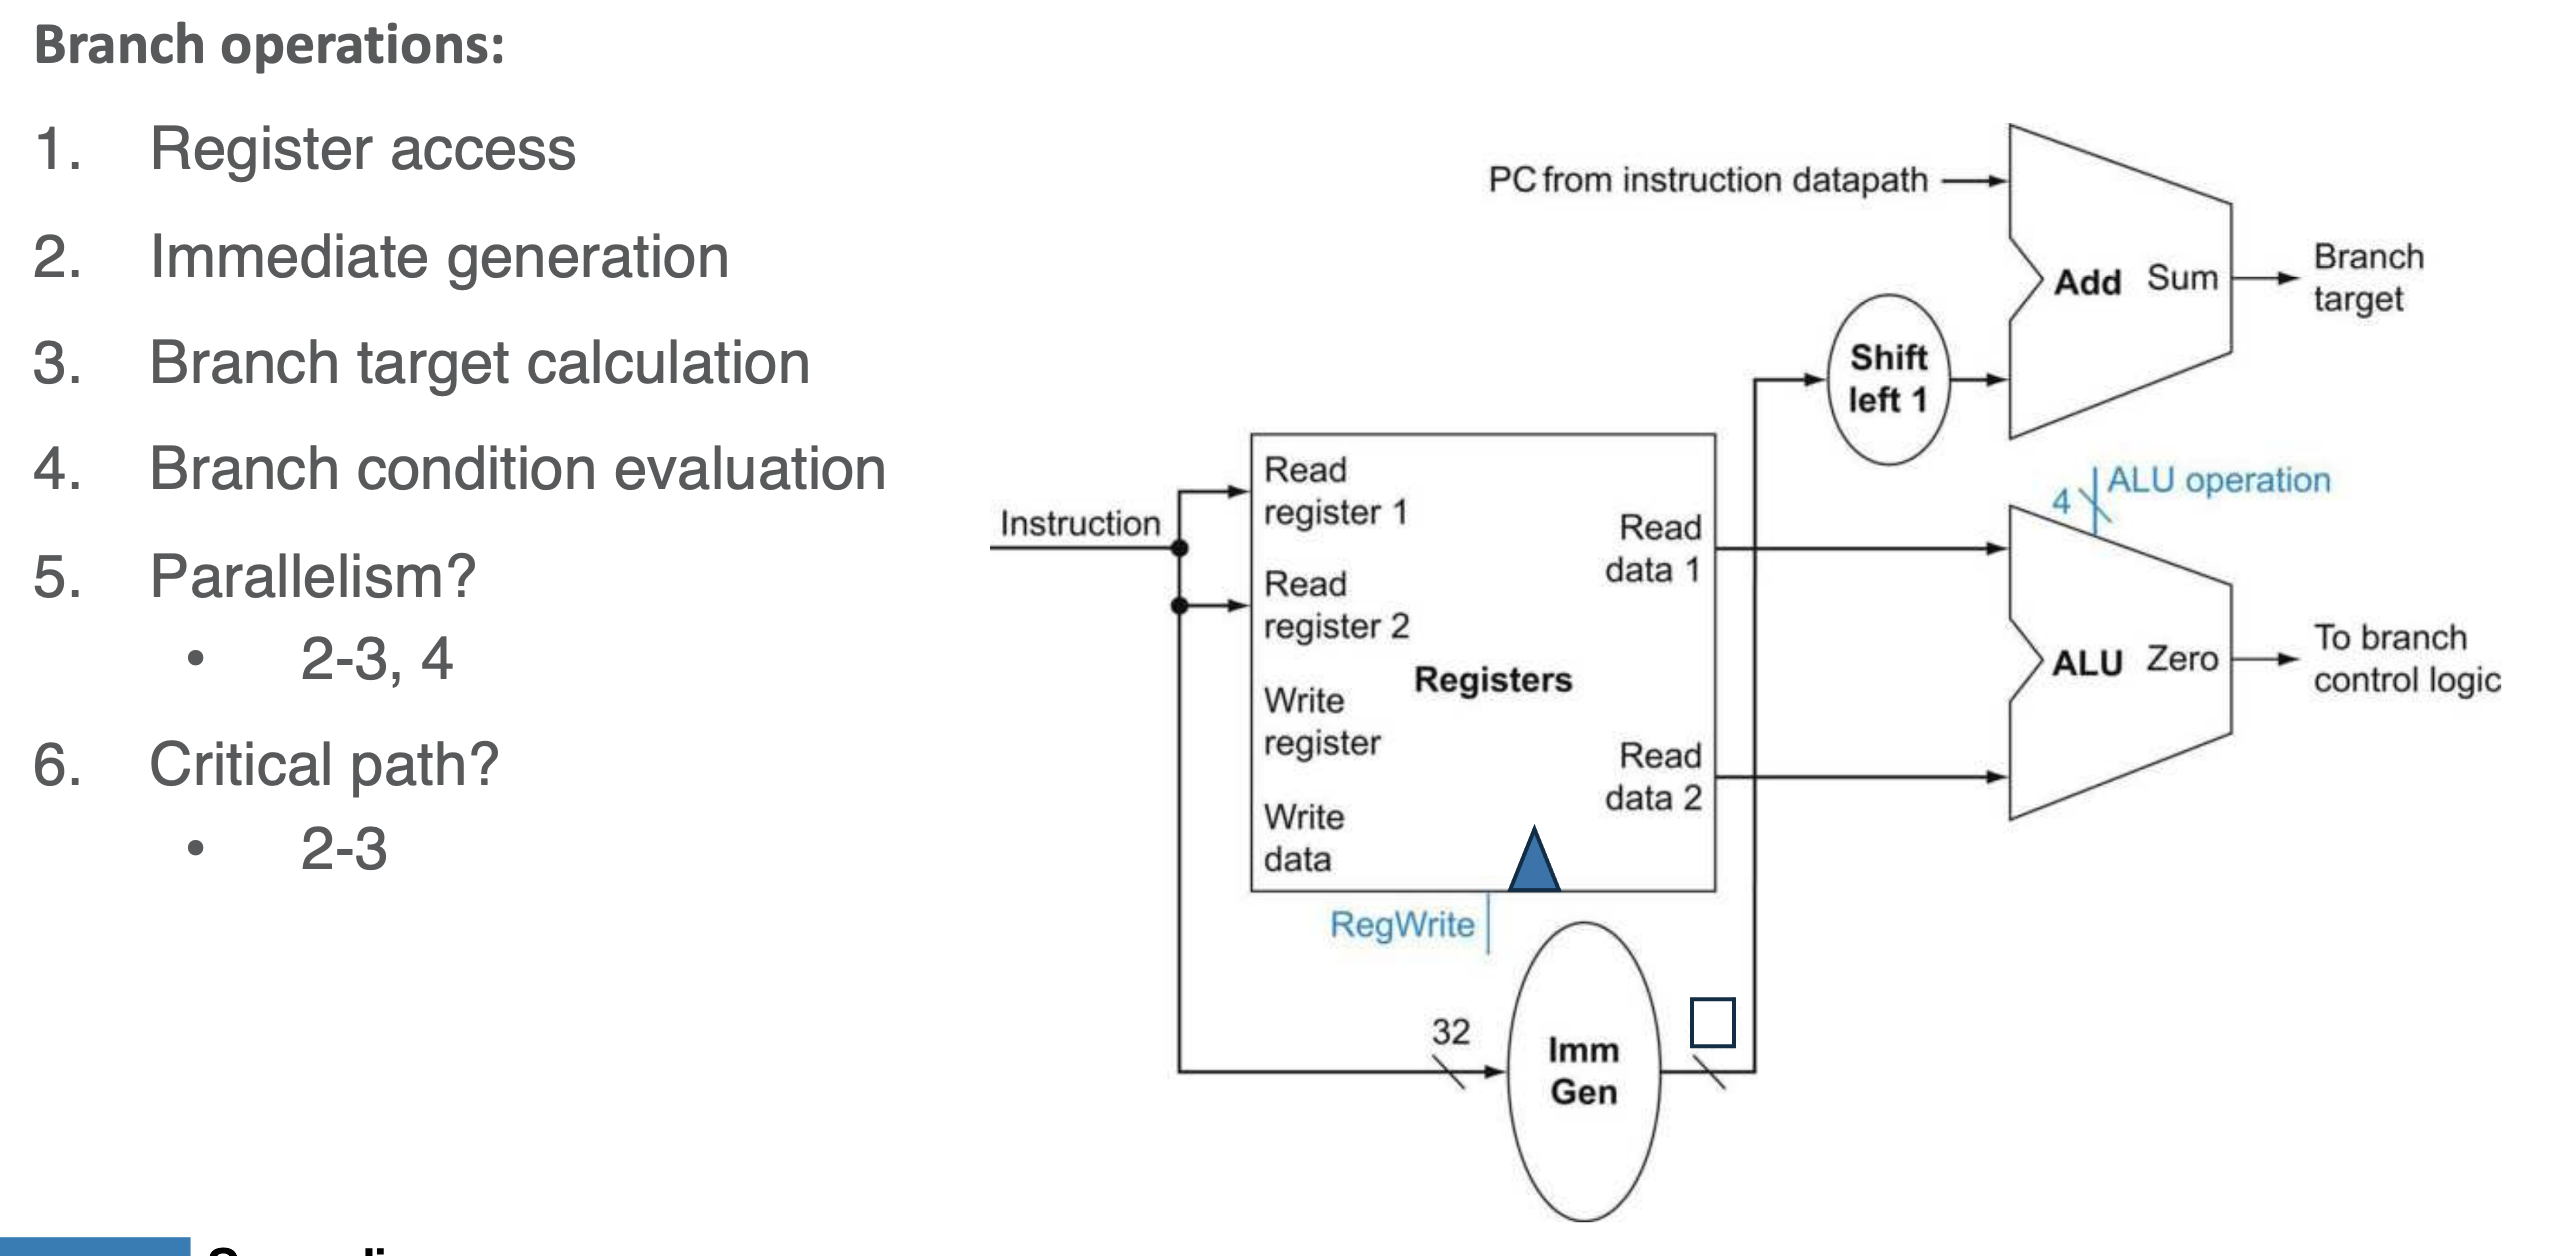 Branch operations:
1. Register access
2. Immediate generation
3. Branch target calculation
4. Branch condition evaluation
5. Parallelism?
• 2-3, 4
6. Critical path?
• 2-3
PC from instruction datapath
Add Sum
Branch
target
Shift
left 1
4
ALU operation
Instruction
Read
register 1
Read
data 1
Read
register 2
Registers
Write
register
Read
data 2
Write
data
ALU Zero
To branch
control logic
RegWrite
32
Imm
Gen